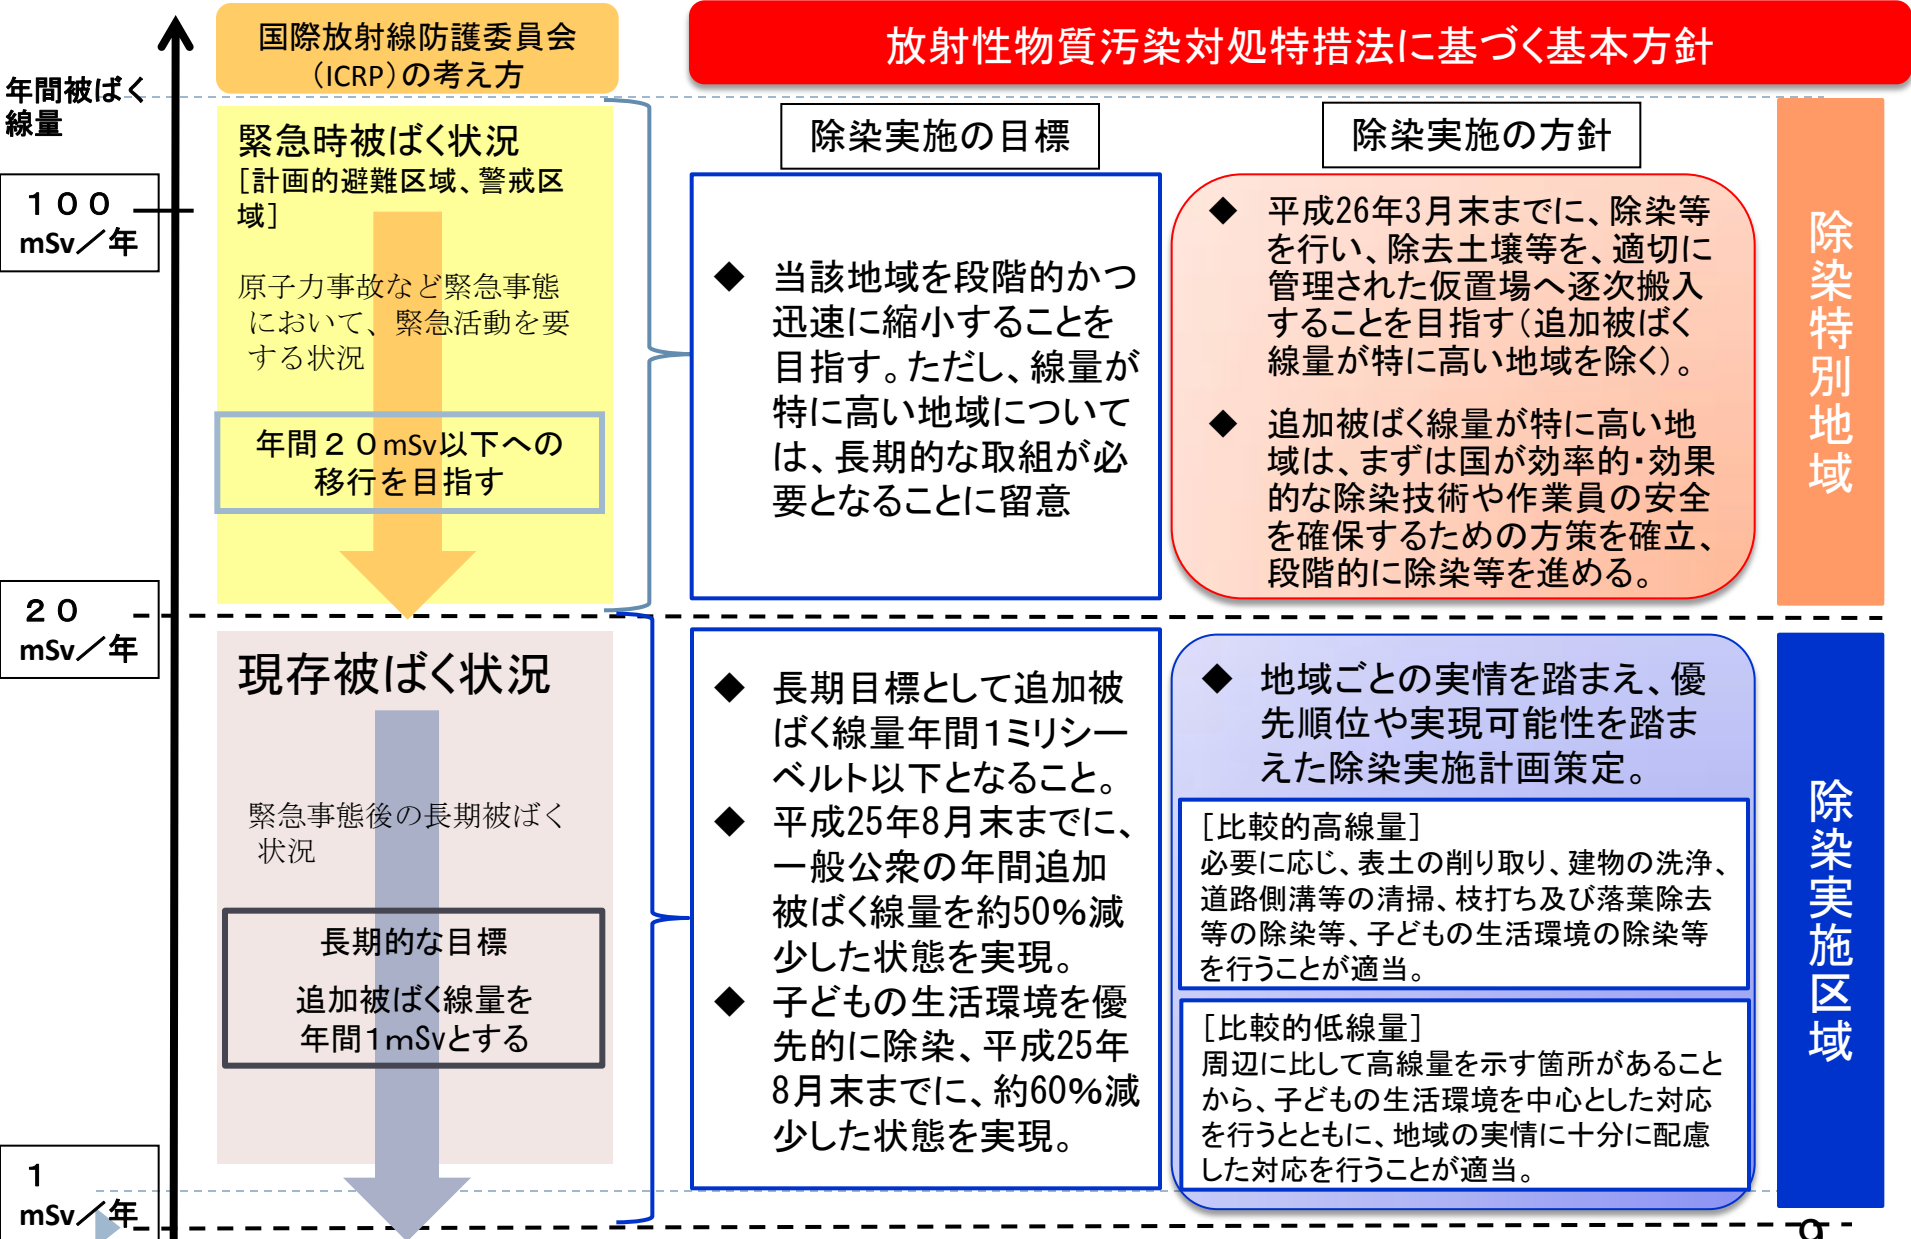 国際放射線防護委員会
（ICRP）の考え方
放射性物質汚染対処特措法に基づく基本方針
年間被ばく
線量
100
mSv／年
20
mSv／年
1
mSv／年
緊急時被ばく状況
[計画的避難区域、警戒区
域]
原子力事故など緊急事態
において、緊急活動を要
する状況
年間20mSv以下への
移行を目指す
現存被ばく状況
緊急事態後の長期被ばく
状況
長期的な目標
追加被ばく線量を
年間1mSvとする
除染実施の目標
◆ 当該地域を段階的かつ
迅速に縮小することを
目指す。ただし、線量が
特に高い地域について
は、長期的な取組が必
要となることに留意
◆ 長期目標として追加被
ばく線量年間1ミリシー
ベルト以下となること。
◆ 平成25年8月末までに、
一般公衆の年間追加
被ばく線量を約50%減
少した状態を実現。
◆ 子どもの生活環境を優
先的に除染、平成25年
8月末までに、約60%減
少した状態を実現。
除染実施の方針
◆ 平成26年3月末までに、除染等
を行い、除去土壌等を、適切に
管理された仮置場へ逐次搬入
することを目指す（追加被ばく
線量が特に高い地域を除く）。
◆ 追加被ばく線量が特に高い地
域は、まずは国が効率的・効果
的な除染技術や作業員の安全
を確保するための方策を確立、
段階的に除染等を進める。
◆ 地域ごとの実情を踏まえ、優
先順位や実現可能性を踏ま
えた除染実施計画策定。
[比較的高線量]
必要に応じ、表土の削り取り、建物の洗浄、
道路側溝等の清掃、枝打ち及び落葉除去
等の除染等、子どもの生活環境の除染等
を行うことが適当。
[比較的低線量]
周辺に比して高線量を示す箇所があること
から、子どもの生活環境を中心とした対応
を行うとともに、地域の実情に十分に配慮
した対応を行うことが適当。
除染特別地域
除染実施区域